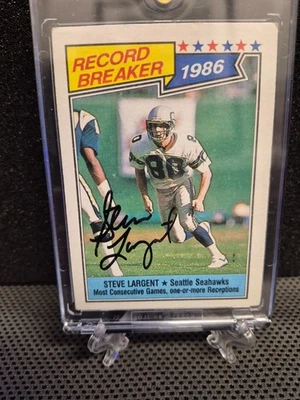 RECORD
BREAKER
1986
80
Steve Largent
STEVE LARGENT ★ Seattle Seahawks
Most Consecutive Games, one-or-more Receptions